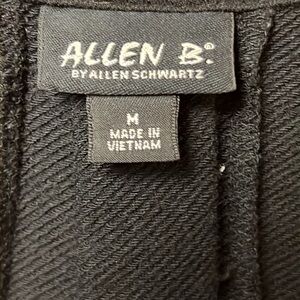 ALLEN B.
BY ALLEN SCHWARTZ
M
MADE IN
VIETNAM